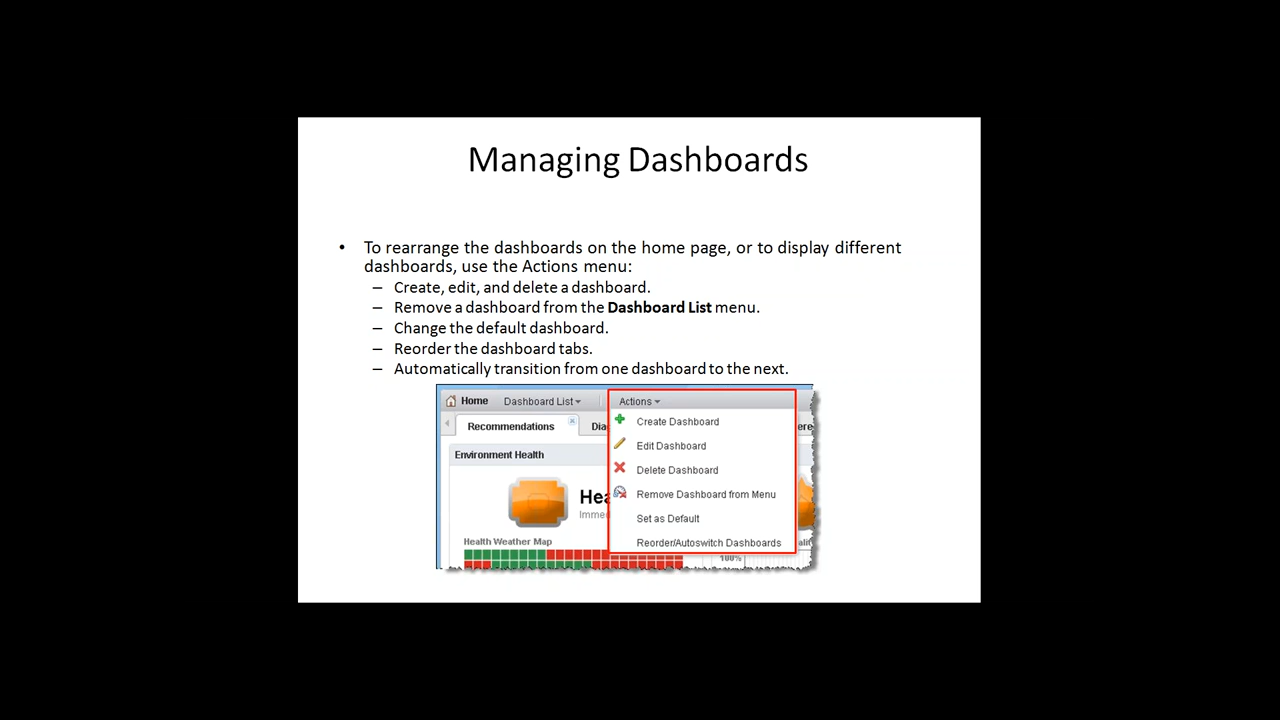 Managing Dashboards
• To rearrange the dashboards on the home page, or to display different
dashboards, use the Actions menu:
– Create, edit, and delete a dashboard.
– Remove a dashboard from the Dashboard List menu.
– Change the default dashboard.
– Reorder the dashboard tabs.
– Automatically transition from one dashboard to the next.
Home Dashboard List Actions
Recommendations
Create Dashboard
Edit Dashboard
Environment Health
Delete Dashboard
Remove Dashboard from Menu
Set as Default
Health Weather Map
Reorder/Autoswitch Dashboards
100%